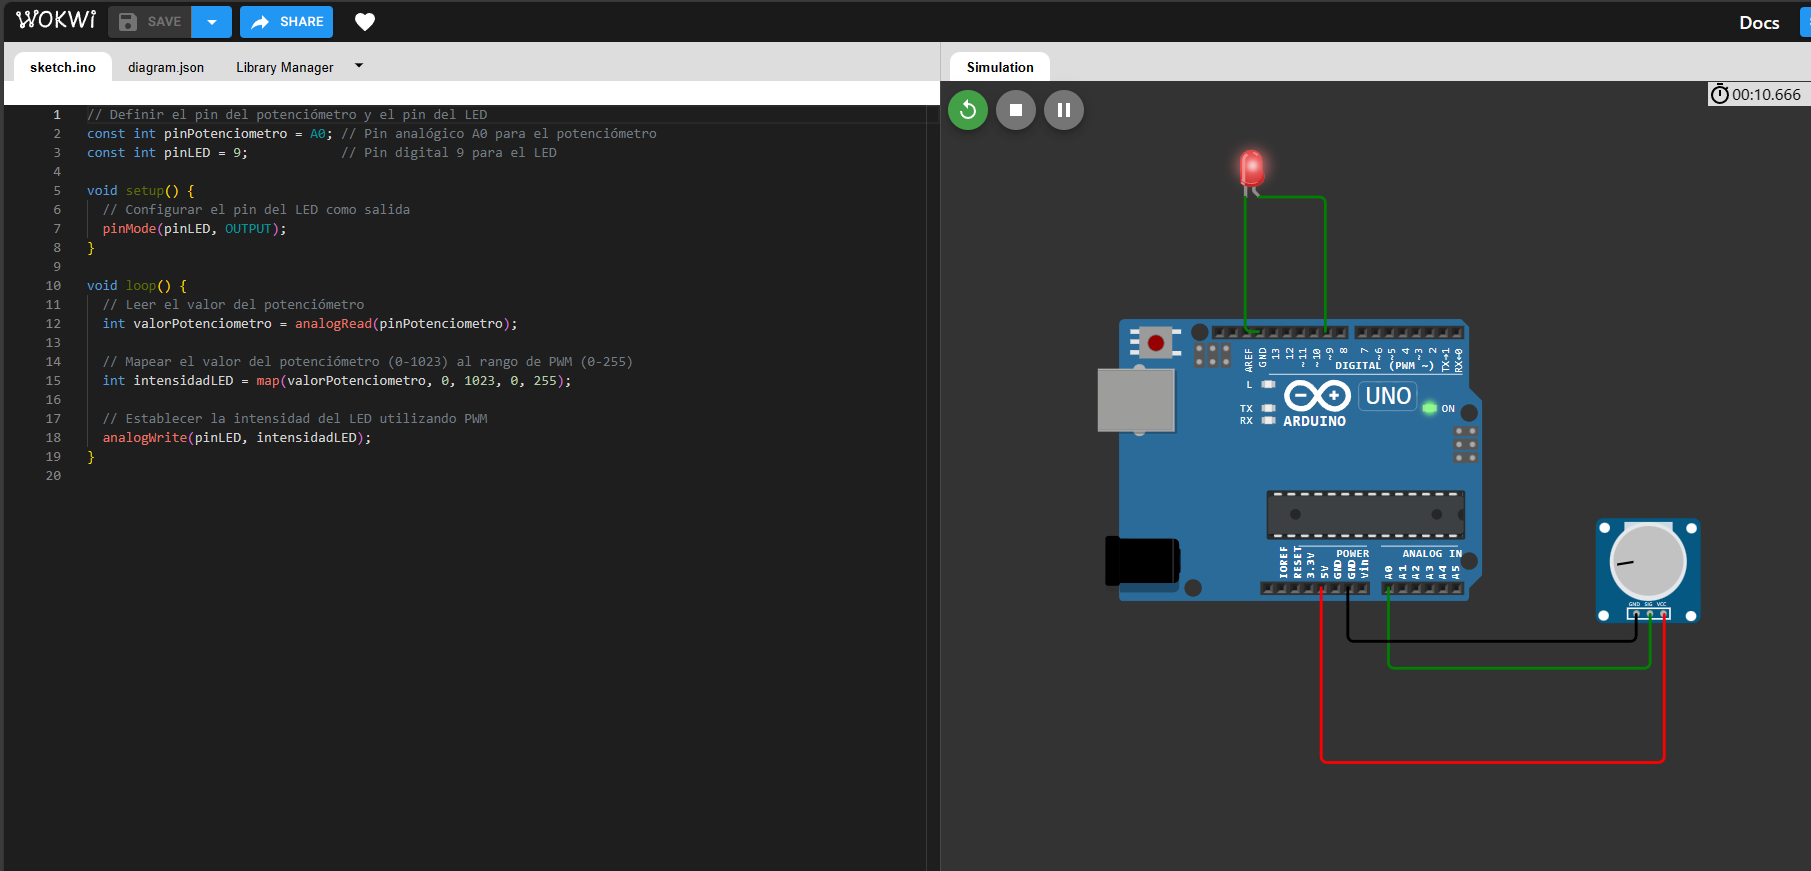 WOKWI SAVE SHARE Docs
sketch.ino diagram.json Library Manager Simulation
00:10.666
1 // Definir el pin del potenciómetro y el pin del LED
2 const int pinPotenciometro = A0; // Pin analógico A0 para el potenciómetro
3 const int pinLED = 9; // Pin digital 9 para el LED
4
5 void setup() {
6 // Configurar el pin del LED como salida
7 pinMode(pinLED, OUTPUT);
8 }
9
10 void loop() {
11 // Leer el valor del potenciómetro
12 int valorPotenciometro = analogRead(pinPotenciometro);
13
14 // Mapear el valor del potenciómetro (0-1023) al rango de PWM (0-255)
15 int intensidadLED = map(valorPotenciometro, 0, 1023, 0, 255);
16
17 // Establecer la intensidad del LED utilizando PWM
18 analogWrite(pinLED, intensidadLED);
19 }
20
AREF GND 13 12 ~11 ~10 ~9 8 7 ~6 ~5 4 ~3 2 TX→1 RX←0
DIGITAL (PWM ~)
L
TX
RX
UNO
ARDUINO
ON
POWER ANALOG IN
IOREF RESET 3.3V 5V GND GND Vin A0 A1 A2 A3 A4 A5
GND SIG VCC